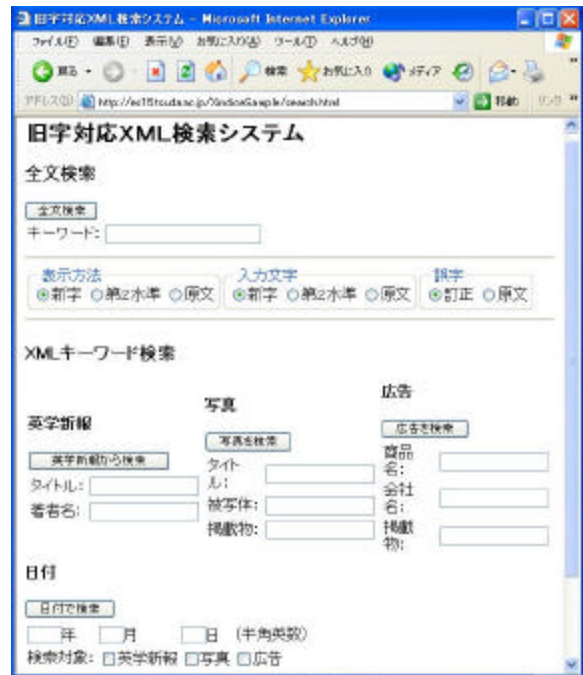 旧字対応XML検索システム - Microsoft Internet Explorer
ファイル(F) 編集(E) 表示(V) お気に入り(A) ツール(T) ヘルプ(H)
戻る 検索 お気に入り メディア
アドレス(D) 移動 リンク
旧字対応XML検索システム
全文検索
全文検索
キーワード:
表示方法 入力文字 誤字
新字 第2水準 原文 新字 第2水準 原文 訂正 原文
XMLキーワード検索
英学新報
英学新報から検索
タイトル:
著者名:
写真
写真を検索
タイト
ル:
被写体:
掲載物:
広告
広告を検索
商品
名:
会社
名:
掲載
物:
日付
日付で検索
年 月 日 (半角英数)
検索対象: 英学新報 写真 広告